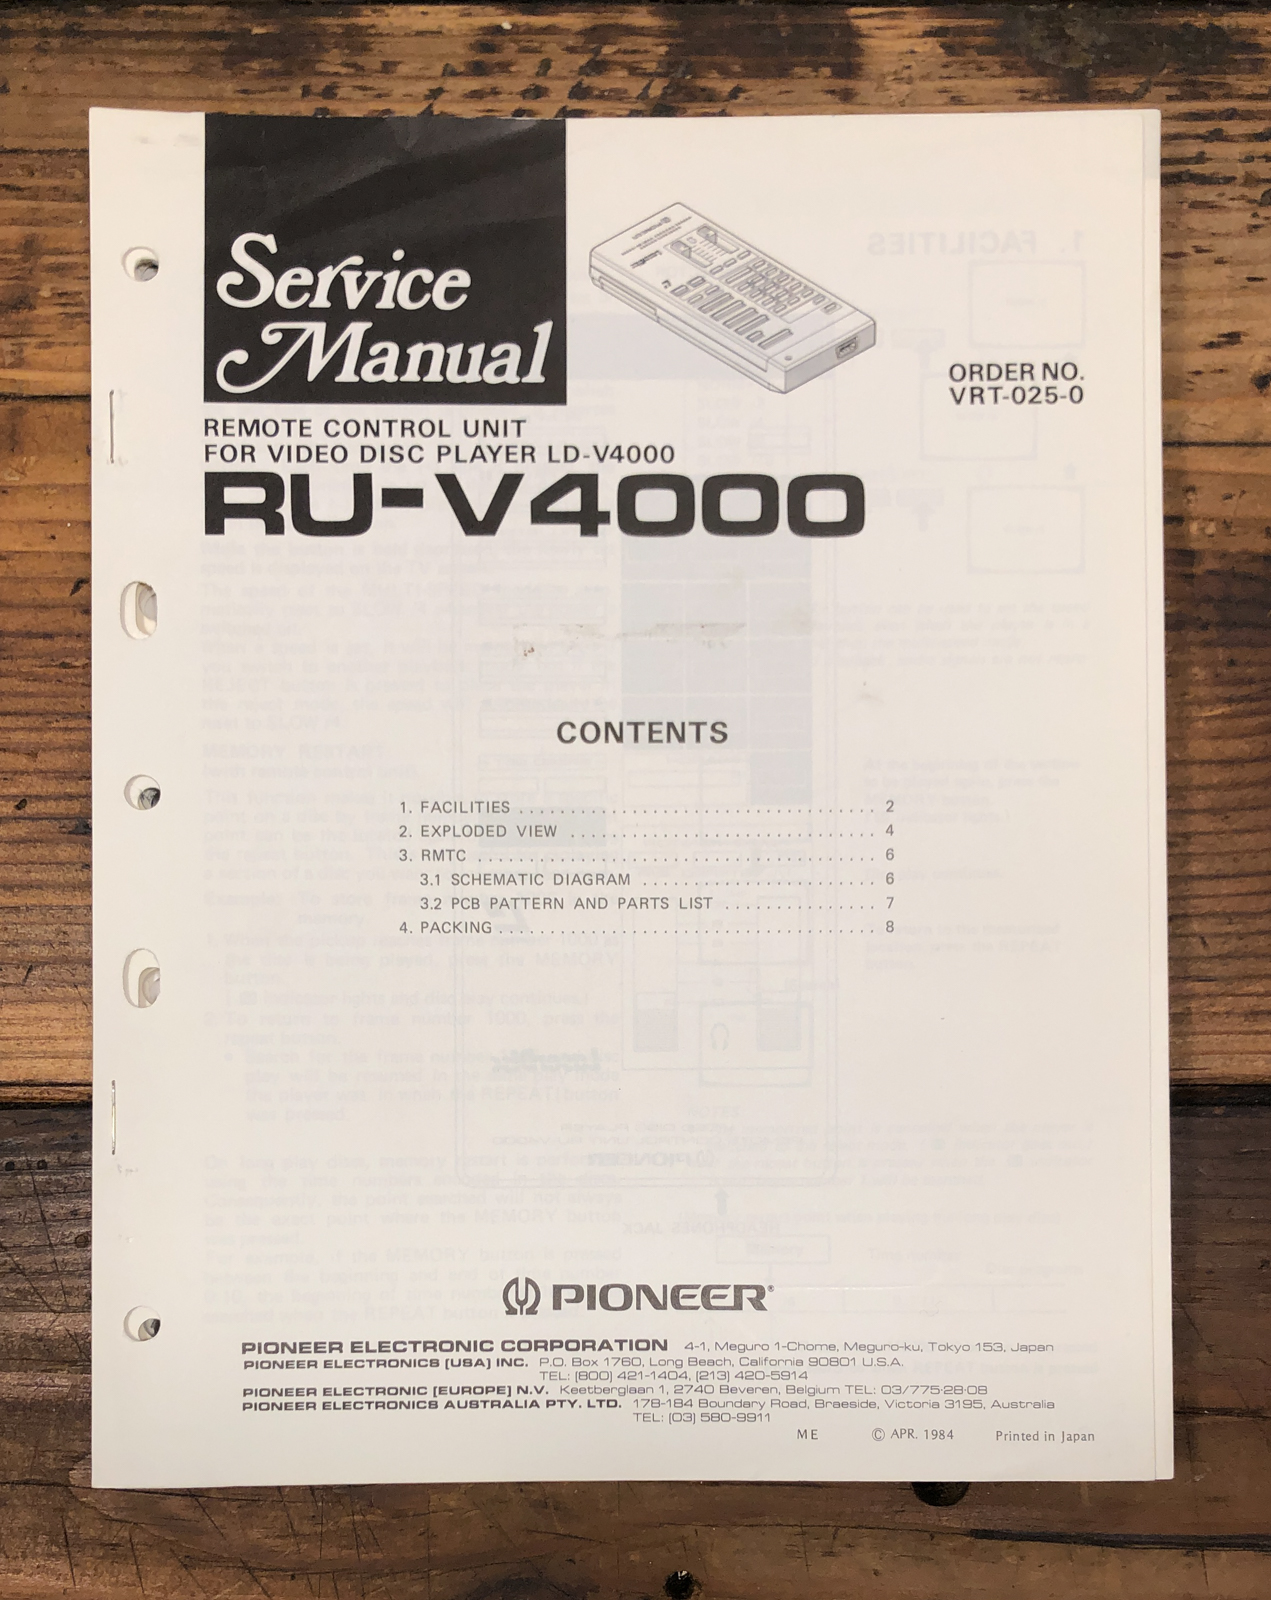 Service
Manual
ORDER NO.
VRT-025-0
REMOTE CONTROL UNIT
FOR VIDEO DISC PLAYER LD-V4000
RU-V4000
CONTENTS
1. FACILITIES . . . . . . . . . . . . . . . . . . . . . . . . . . . . . . . . . . . . . . . 2
2. EXPLODED VIEW . . . . . . . . . . . . . . . . . . . . . . . . . . . . . . . . . 4
3. RMTC . . . . . . . . . . . . . . . . . . . . . . . . . . . . . . . . . . . . . . . . . . . 6
3.1 SCHEMATIC DIAGRAM . . . . . . . . . . . . . . . . . . . . . . . . . 6
3.2 PCB PATTERN AND PARTS LIST . . . . . . . . . . . . . . . . 7
4. PACKING . . . . . . . . . . . . . . . . . . . . . . . . . . . . . . . . . . . . . . . . . 8
PIONEER®
PIONEER ELECTRONIC CORPORATION 4-1, Meguro 1-Chome, Meguro-ku, Tokyo 153, Japan
PIONEER ELECTRONICS [USA] INC. P.O. Box 1760, Long Beach, California 90801 U.S.A.
TEL: [800] 421-1404, [213] 420-5914
PIONEER ELECTRONIC [EUROPE] N.V. Keetberglaan 1, 2740 Beveren, Belgium TEL: 03/775·28·08
PIONEER ELECTRONICS AUSTRALIA PTY. LTD. 178-184 Boundary Road, Braeside, Victoria 3195, Australia
TEL: [03] 580-9911
ME © APR. 1984 Printed in Japan